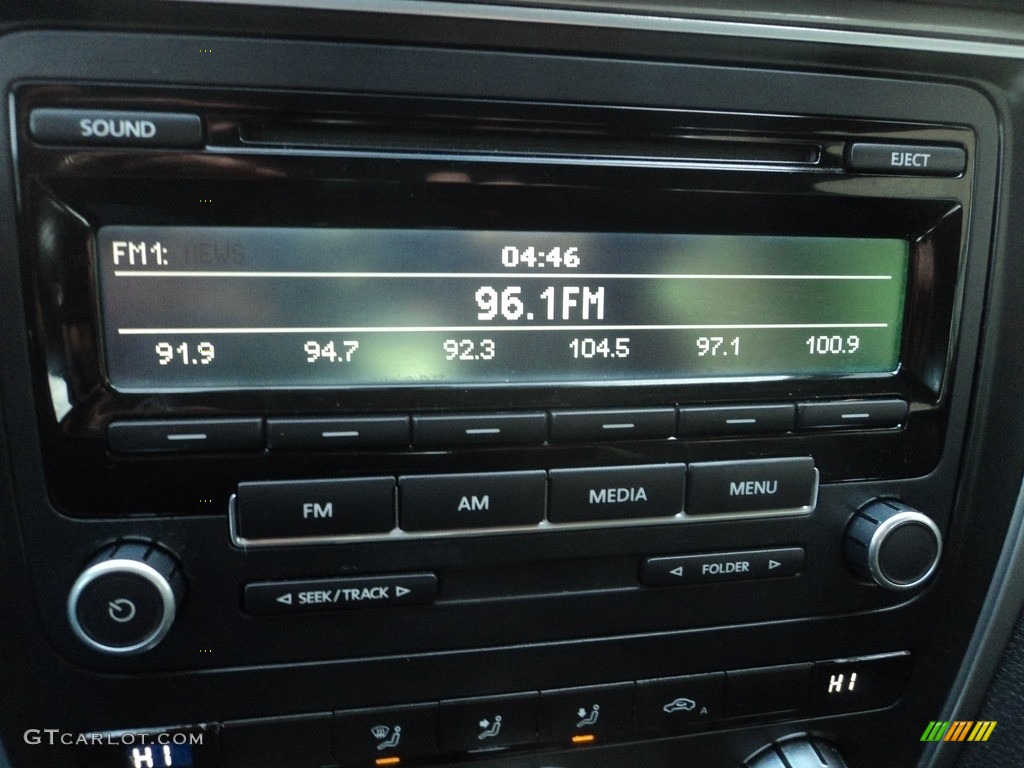 SOUND
EJECT
FM1: NEWS 04:46
96.1FM
91.9 94.7 92.3 104.5 97.1 100.9
FM AM MEDIA MENU
SEEK/TRACK FOLDER
A
HI
HI
GTCARLOT.COM